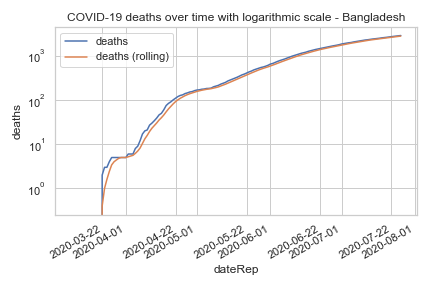 COVID-19 deaths over time with logarithmic scale - Bangladesh
deaths
deaths (rolling)
10³
10²
10¹
10⁰
deaths
2020-03-22
2020-04-01
2020-04-22
2020-05-01
2020-05-22
2020-06-01
2020-06-22
2020-07-01
2020-07-22
2020-08-01
dateRep